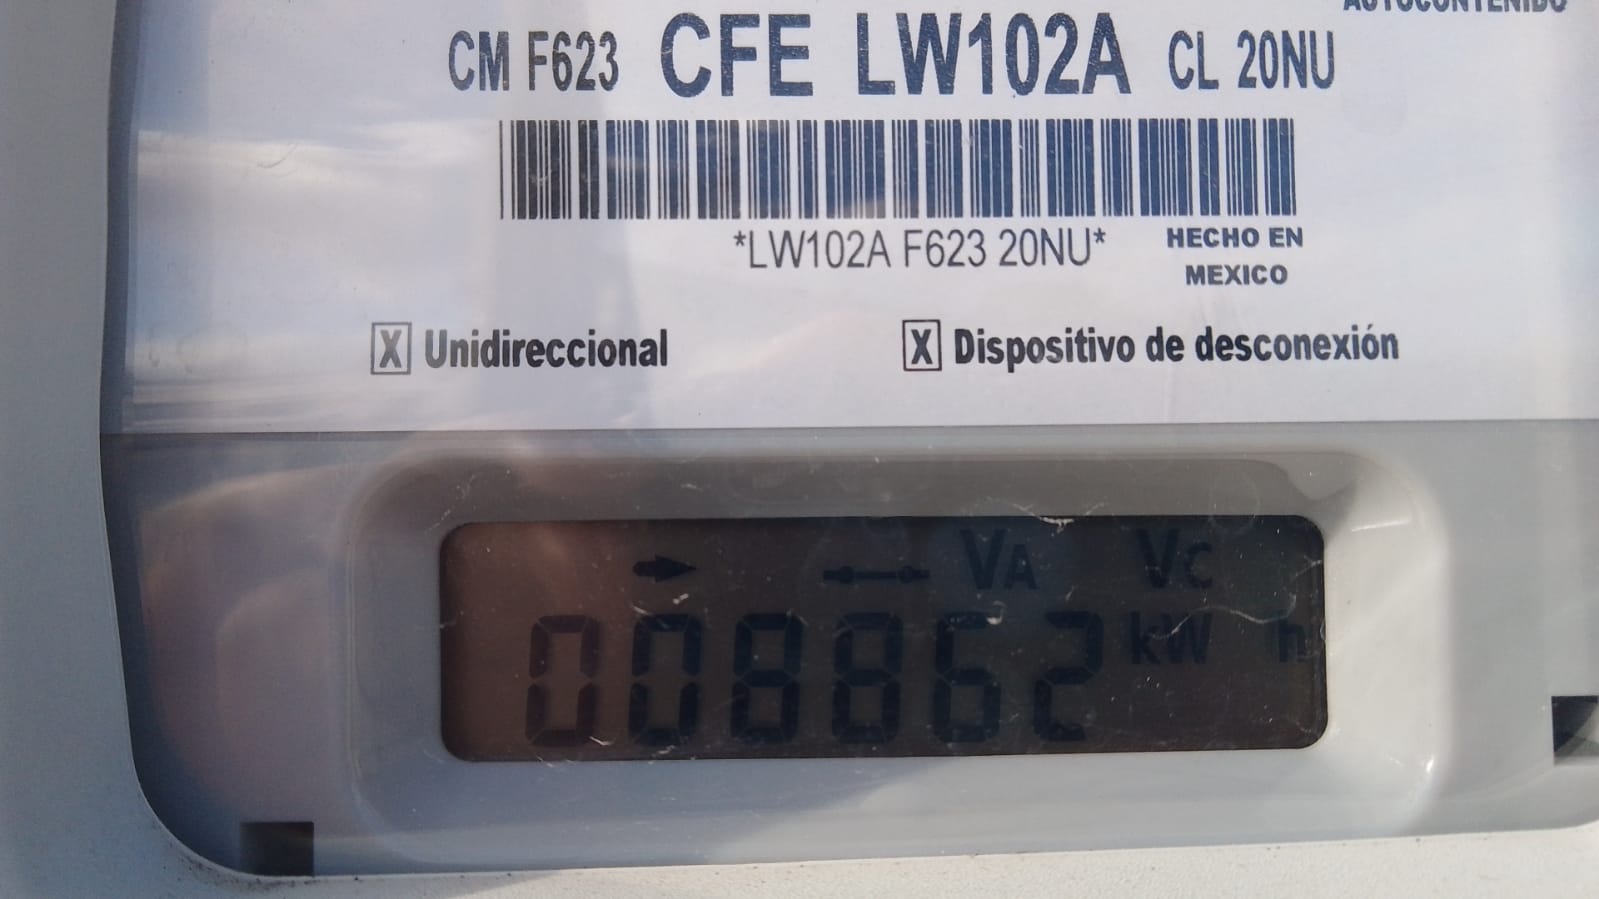 AUTOCONTENIDO
CM F623 CFE LW102A CL 20NU
*LW102A F623 20NU*
HECHO EN
MEXICO
X Unidireccional
X Dispositivo de desconexión
VA VC
008862 kW h